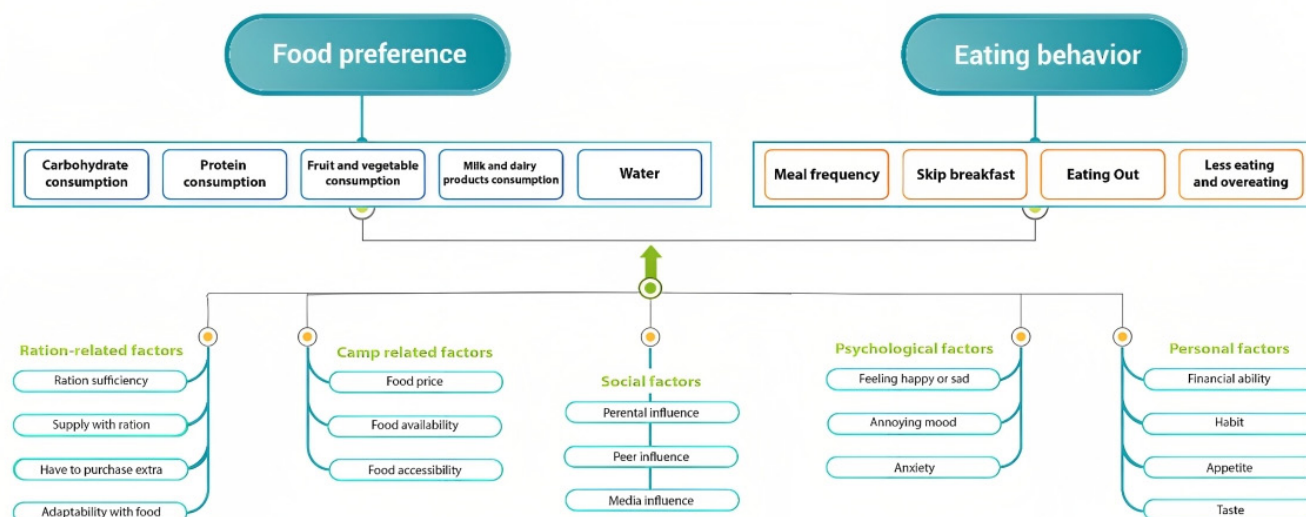 Food preference
Eating behavior
Carbohydrate
consumption
Protein
consumption
Fruit and vegetable
consumption
Milk and dairy
products consumption
Water
Meal frequency
Skip breakfast
Eating Out
Less eating
and overeating
Ration-related factors
Ration sufficiency
Supply with ration
Have to purchase extra
Adaptability with food
Camp related factors
Food price
Food availability
Food accessibility
Social factors
Perental influence
Peer influence
Media influence
Psychological factors
Feeling happy or sad
Annoying mood
Anxiety
Personal factors
Financial ability
Habit
Appetite
Taste